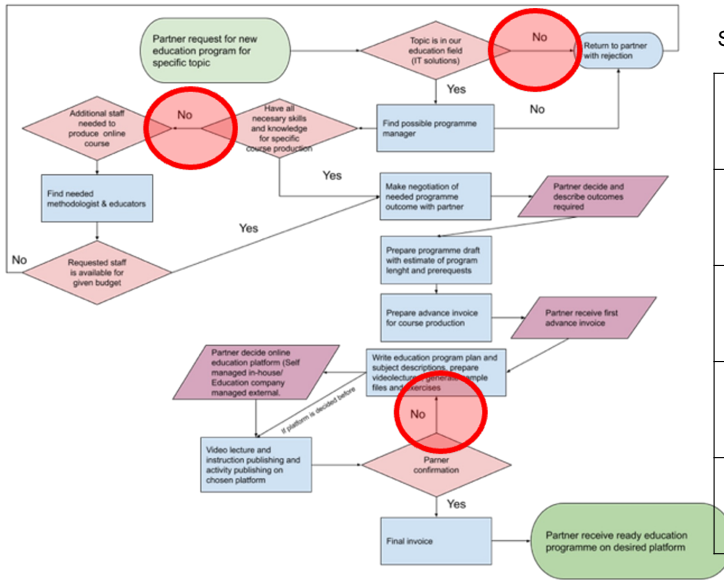 Partner request for new
education program for
specific topic
Topic is in our
education field
(IT solutions)
No
Return to partner
with rejection
S
Yes
No
Find possible programme
manager
Have all
necesary skills
and knowledge
for specific
course production
No
Additional staff
needed to
produce online
course
Yes
Find needed
methodologist & educators
Make negotiation of
needed programme
outcome with partner
Partner decide and
describe outcomes
required
Yes
No
Requested staff
is available for
given budget
Prepare programme draft
with estimate of program
lenght and prerequests
Prepare advance invoice
for course production
Partner receive first
advance invoice
Partner decide online
education platform (Self
managed in-house/
Education company
managed external.
Write education program plan and
subject descriptions, prepare
videolectures, generate sample
files and exercises
If platform is decided before
No
Video lecture and
instruction publishing and
activity publishing on
chosen platform
Parner
confirmation
Yes
Final invoice
Partner receive ready education
programme on desired platform